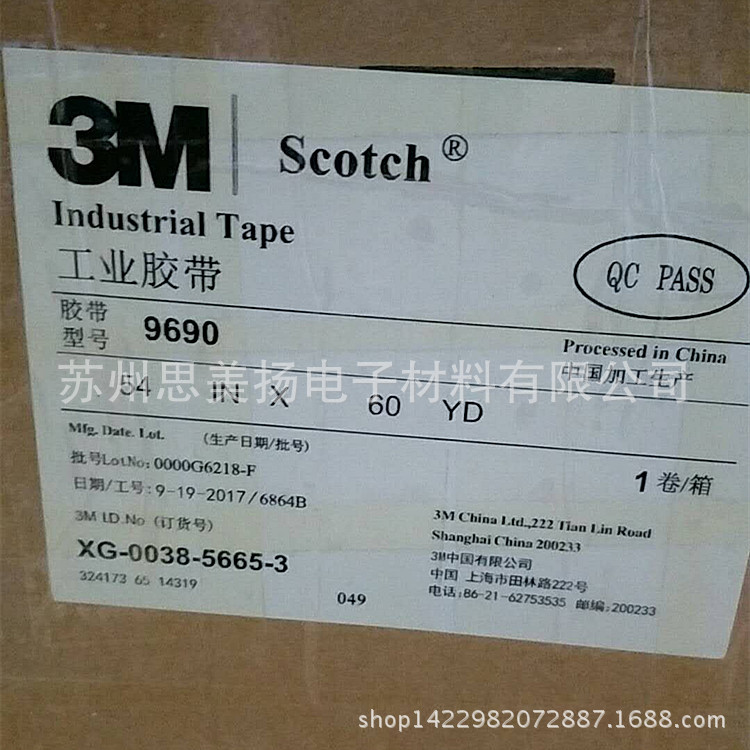 3M Scotch®
Industrial Tape
工业胶带
QC PASS
胶带
型号 9690
Processed in China
中国加工生产
苏州思善扬电子材料有限公司
54 IN X 60 YD
Mfg. Date. Lot. (生产日期/批号)
批号LotNo: 0000G6218-F
1 卷/箱
日期/工号: 9-19-2017/6864B
3M I.D.No (订货号)
XG-0038-5665-3
324173 65 14319
049
3M China Ltd.,222 Tian Lin Road
Shanghai China 200233
3M中国有限公司
中国 上海市田林路222号
电话:86-21-62753535 邮编:200233
shop1422982072887.1688.com